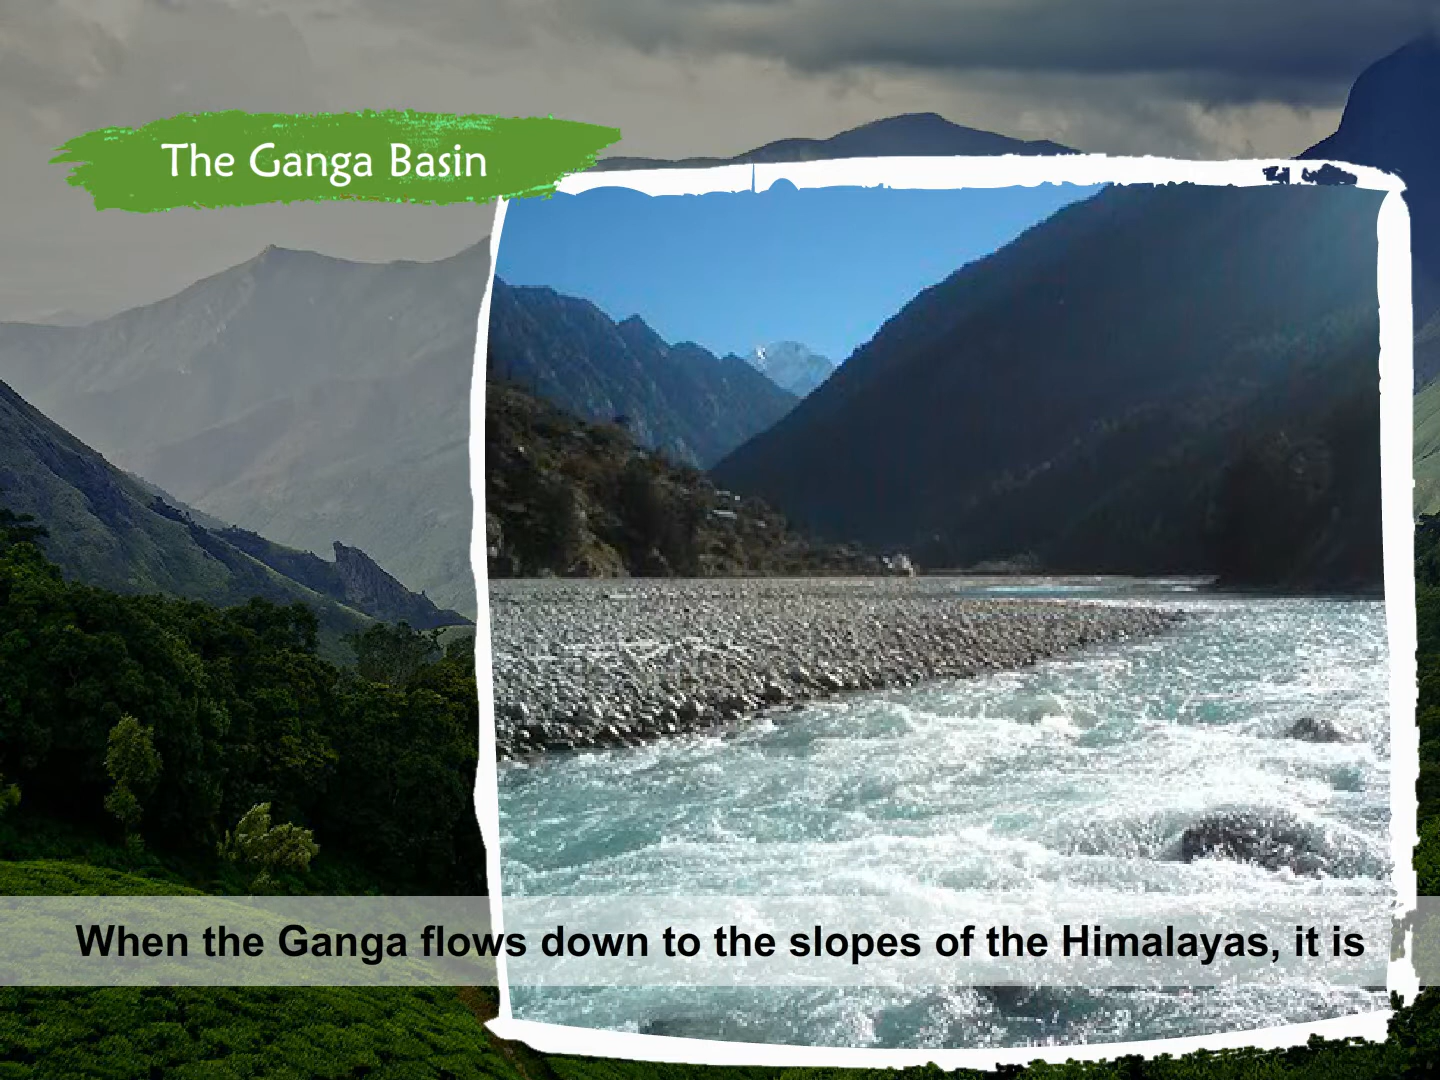 The Ganga Basin
When the Ganga flows down to the slopes of the Himalayas, it is